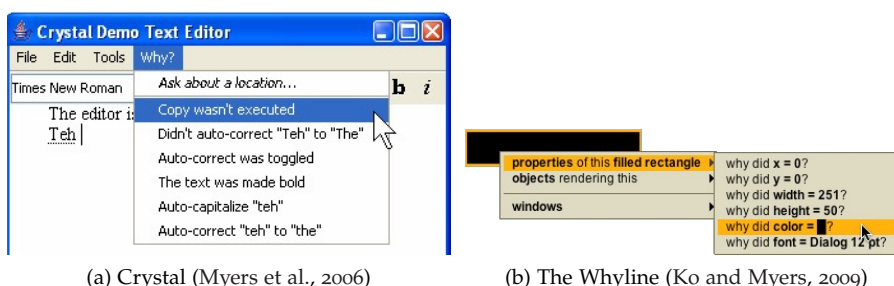 Crystal Demo Text Editor
File Edit Tools Why?
Times New Roman
Ask about a location...
b i
The editor is
Teh
Copy wasn't executed
Didn't auto-correct "Teh" to "The"
Auto-correct was toggled
The text was made bold
Auto-capitalize "teh"
Auto-correct "teh" to "the"
(a) Crystal (Myers et al., 2006)
properties of this filled rectangle
objects rendering this
windows
why did x = 0?
why did y = 0?
why did width = 251?
why did height = 50?
why did color = ?
why did font = Dialog 12 pt?
(b) The Whyline (Ko and Myers, 2009)